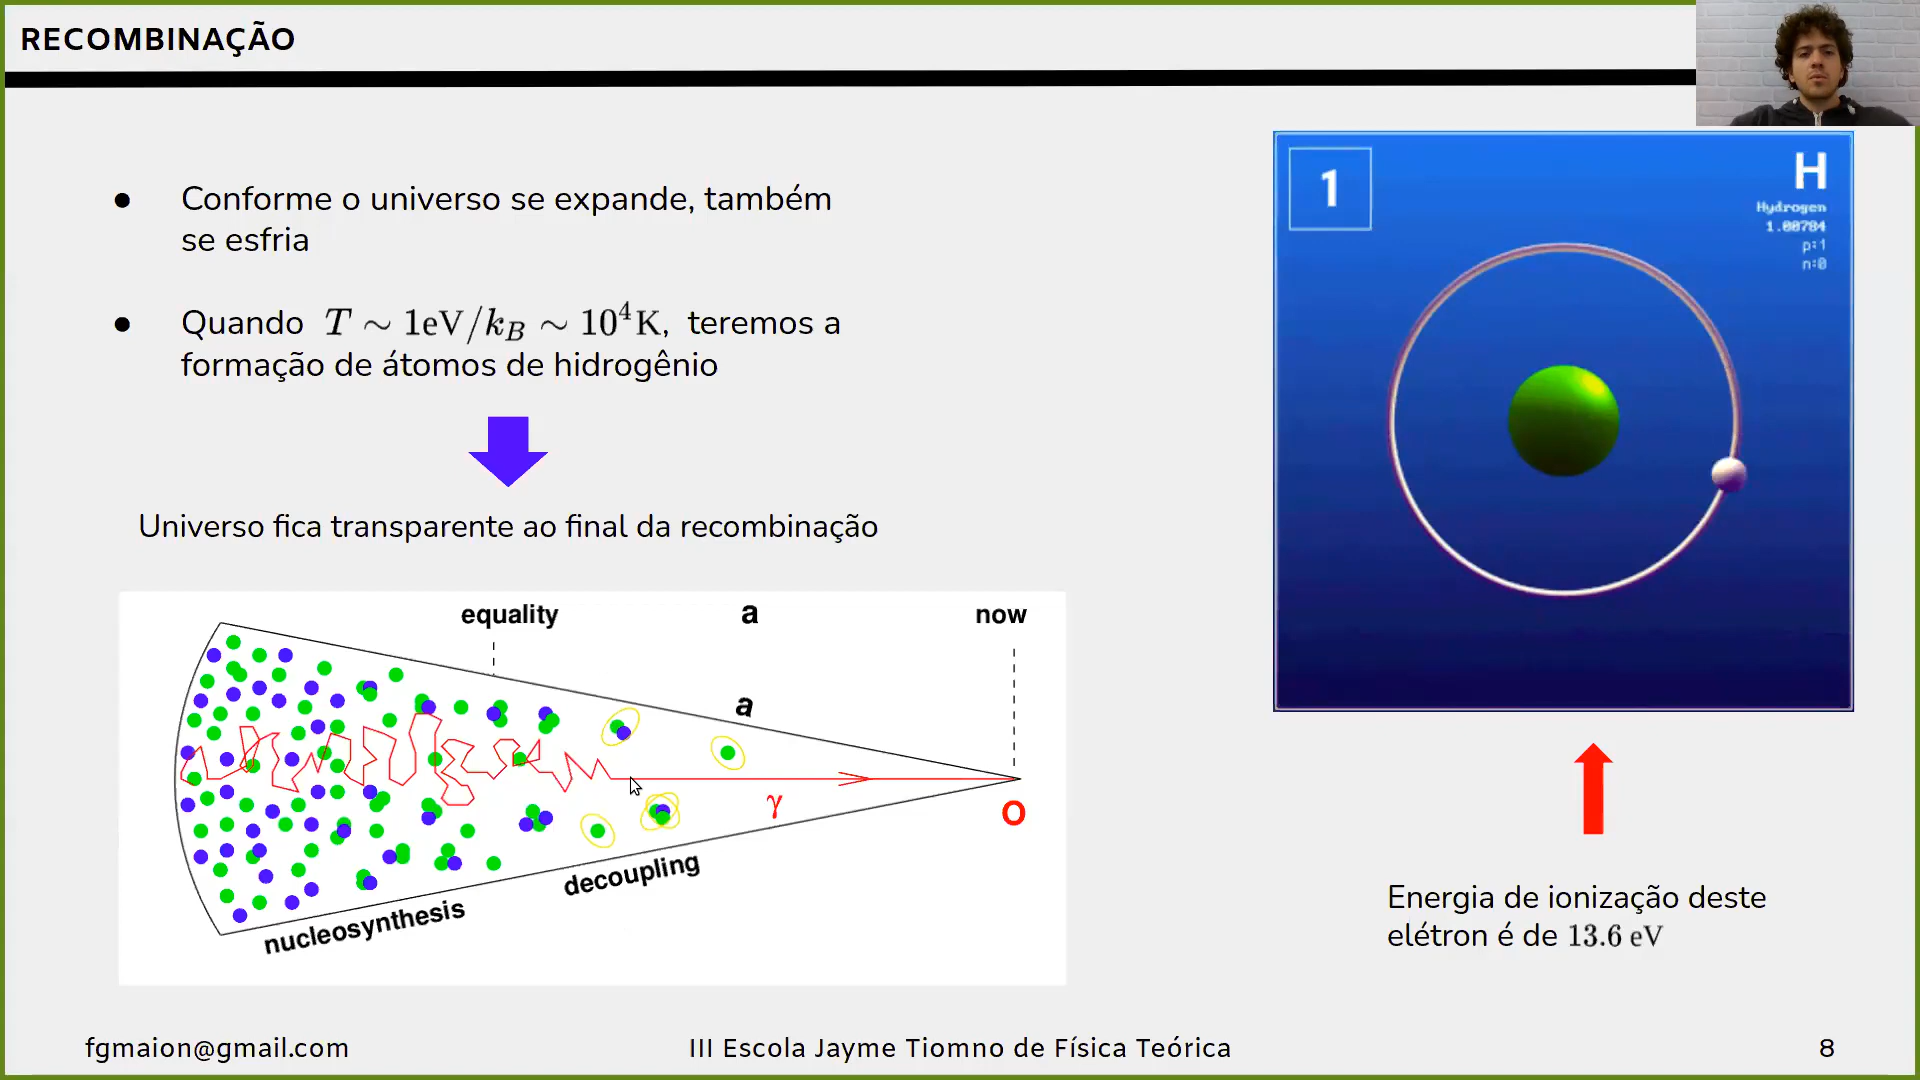 RECOMBINAÇÃO
● Conforme o universo se expande, também
se esfria
● Quando T ∼ 1eV/k_B ∼ 10⁴K, teremos a
formação de átomos de hidrogênio
Universo fica transparente ao final da recombinação
equality a now
a
γ
O
decoupling
nucleosynthesis
1
H
Hydrogen
1.00784
p:1
n:0
Energia de ionização deste
elétron é de 13.6 eV
fgmaion@gmail.com III Escola Jayme Tiomno de Física Teórica 8